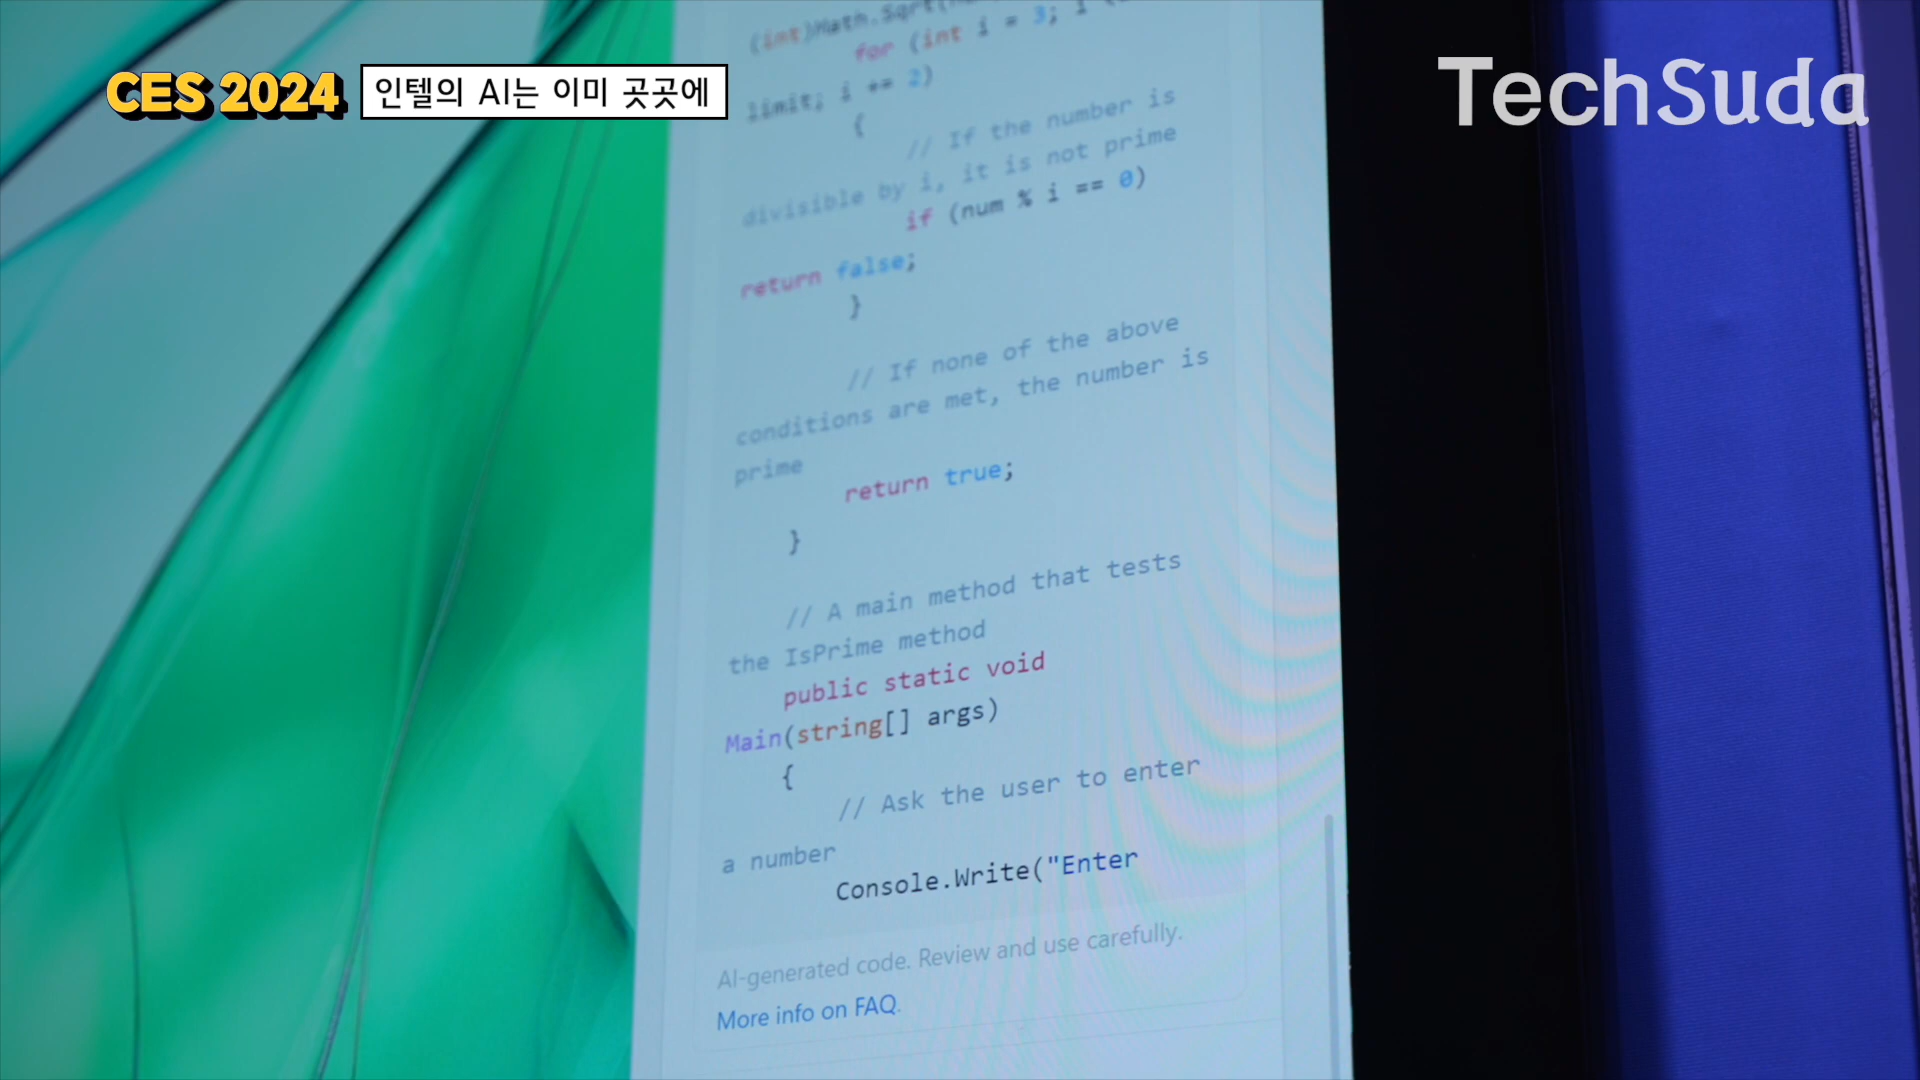 CES 2024
인텔의 AI는 이미 곳곳에
TechSuda
(int)Math.Sqrt(
for (int i = 3; i
limit; i += 2)
{
// If the number is
divisible by i, it is not prime
if (num % i == 0)
return false;
}
// If none of the above
conditions are met, the number is
prime
return true;
}
// A main method that tests
the IsPrime method
public static void
Main(string[] args)
{
// Ask the user to enter
a number
Console.Write("Enter
AI-generated code. Review and use carefully.
More info on FAQ.